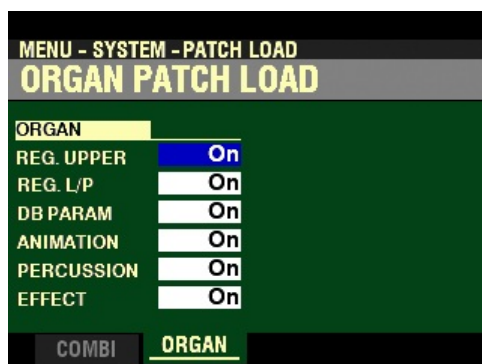 MENU - SYSTEM - PATCH LOAD
ORGAN PATCH LOAD
ORGAN
REG. UPPER On
REG. L/P On
DB PARAM On
ANIMATION On
PERCUSSION On
EFFECT On
COMBI ORGAN